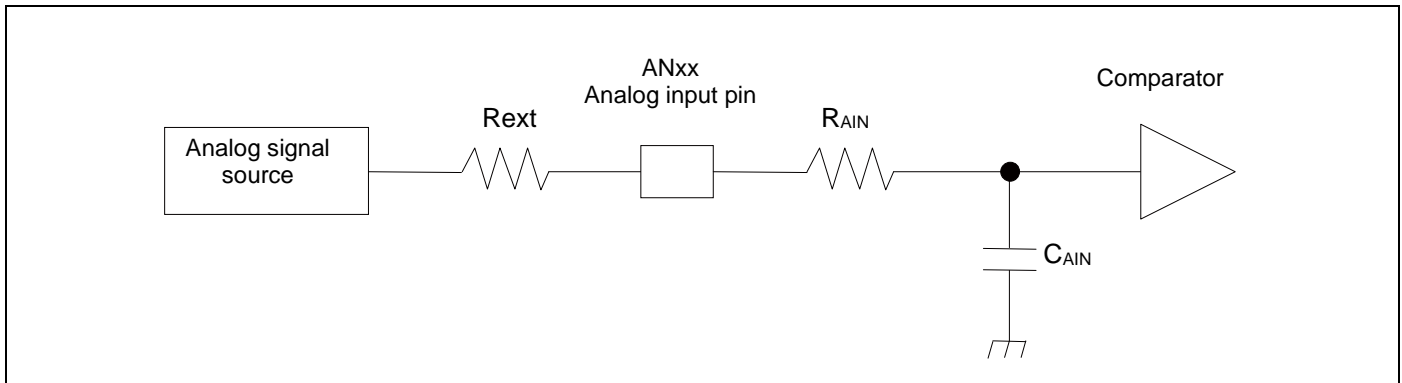 ANxx
Analog input pin
Comparator
Rext
RAIN
Analog signal
source
CAIN